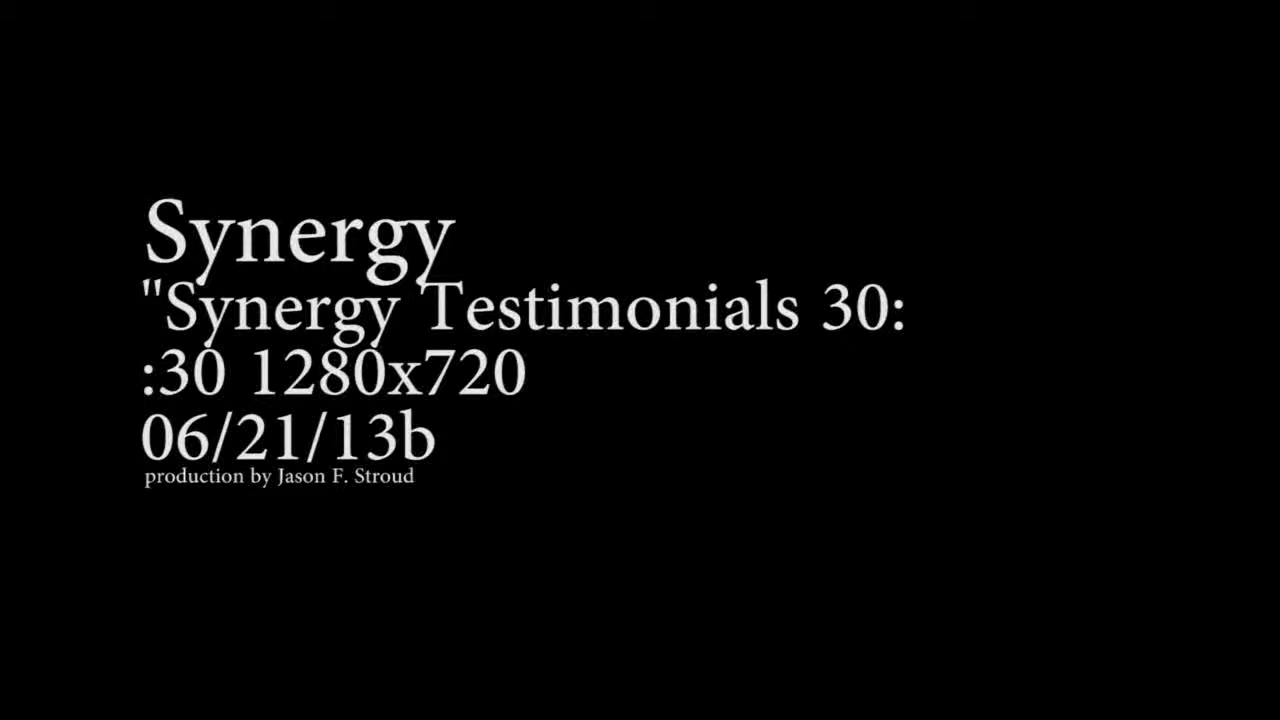 Synergy
"Synergy Testimonials 30:
:30 1280x720
06/21/13b
production by Jason F. Stroud